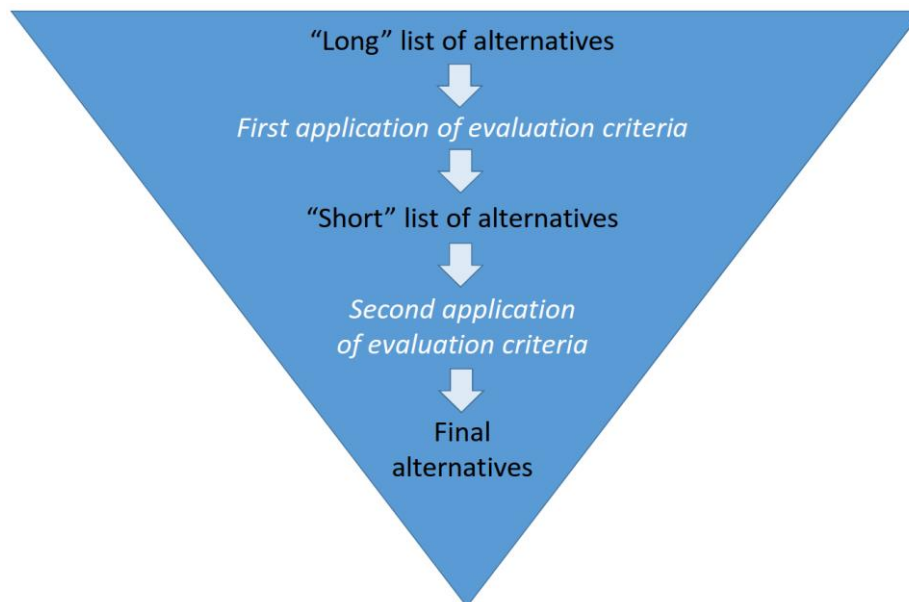 “Long” list of alternatives
First application of evaluation criteria
“Short” list of alternatives
Second application
of evaluation criteria
Final
alternatives